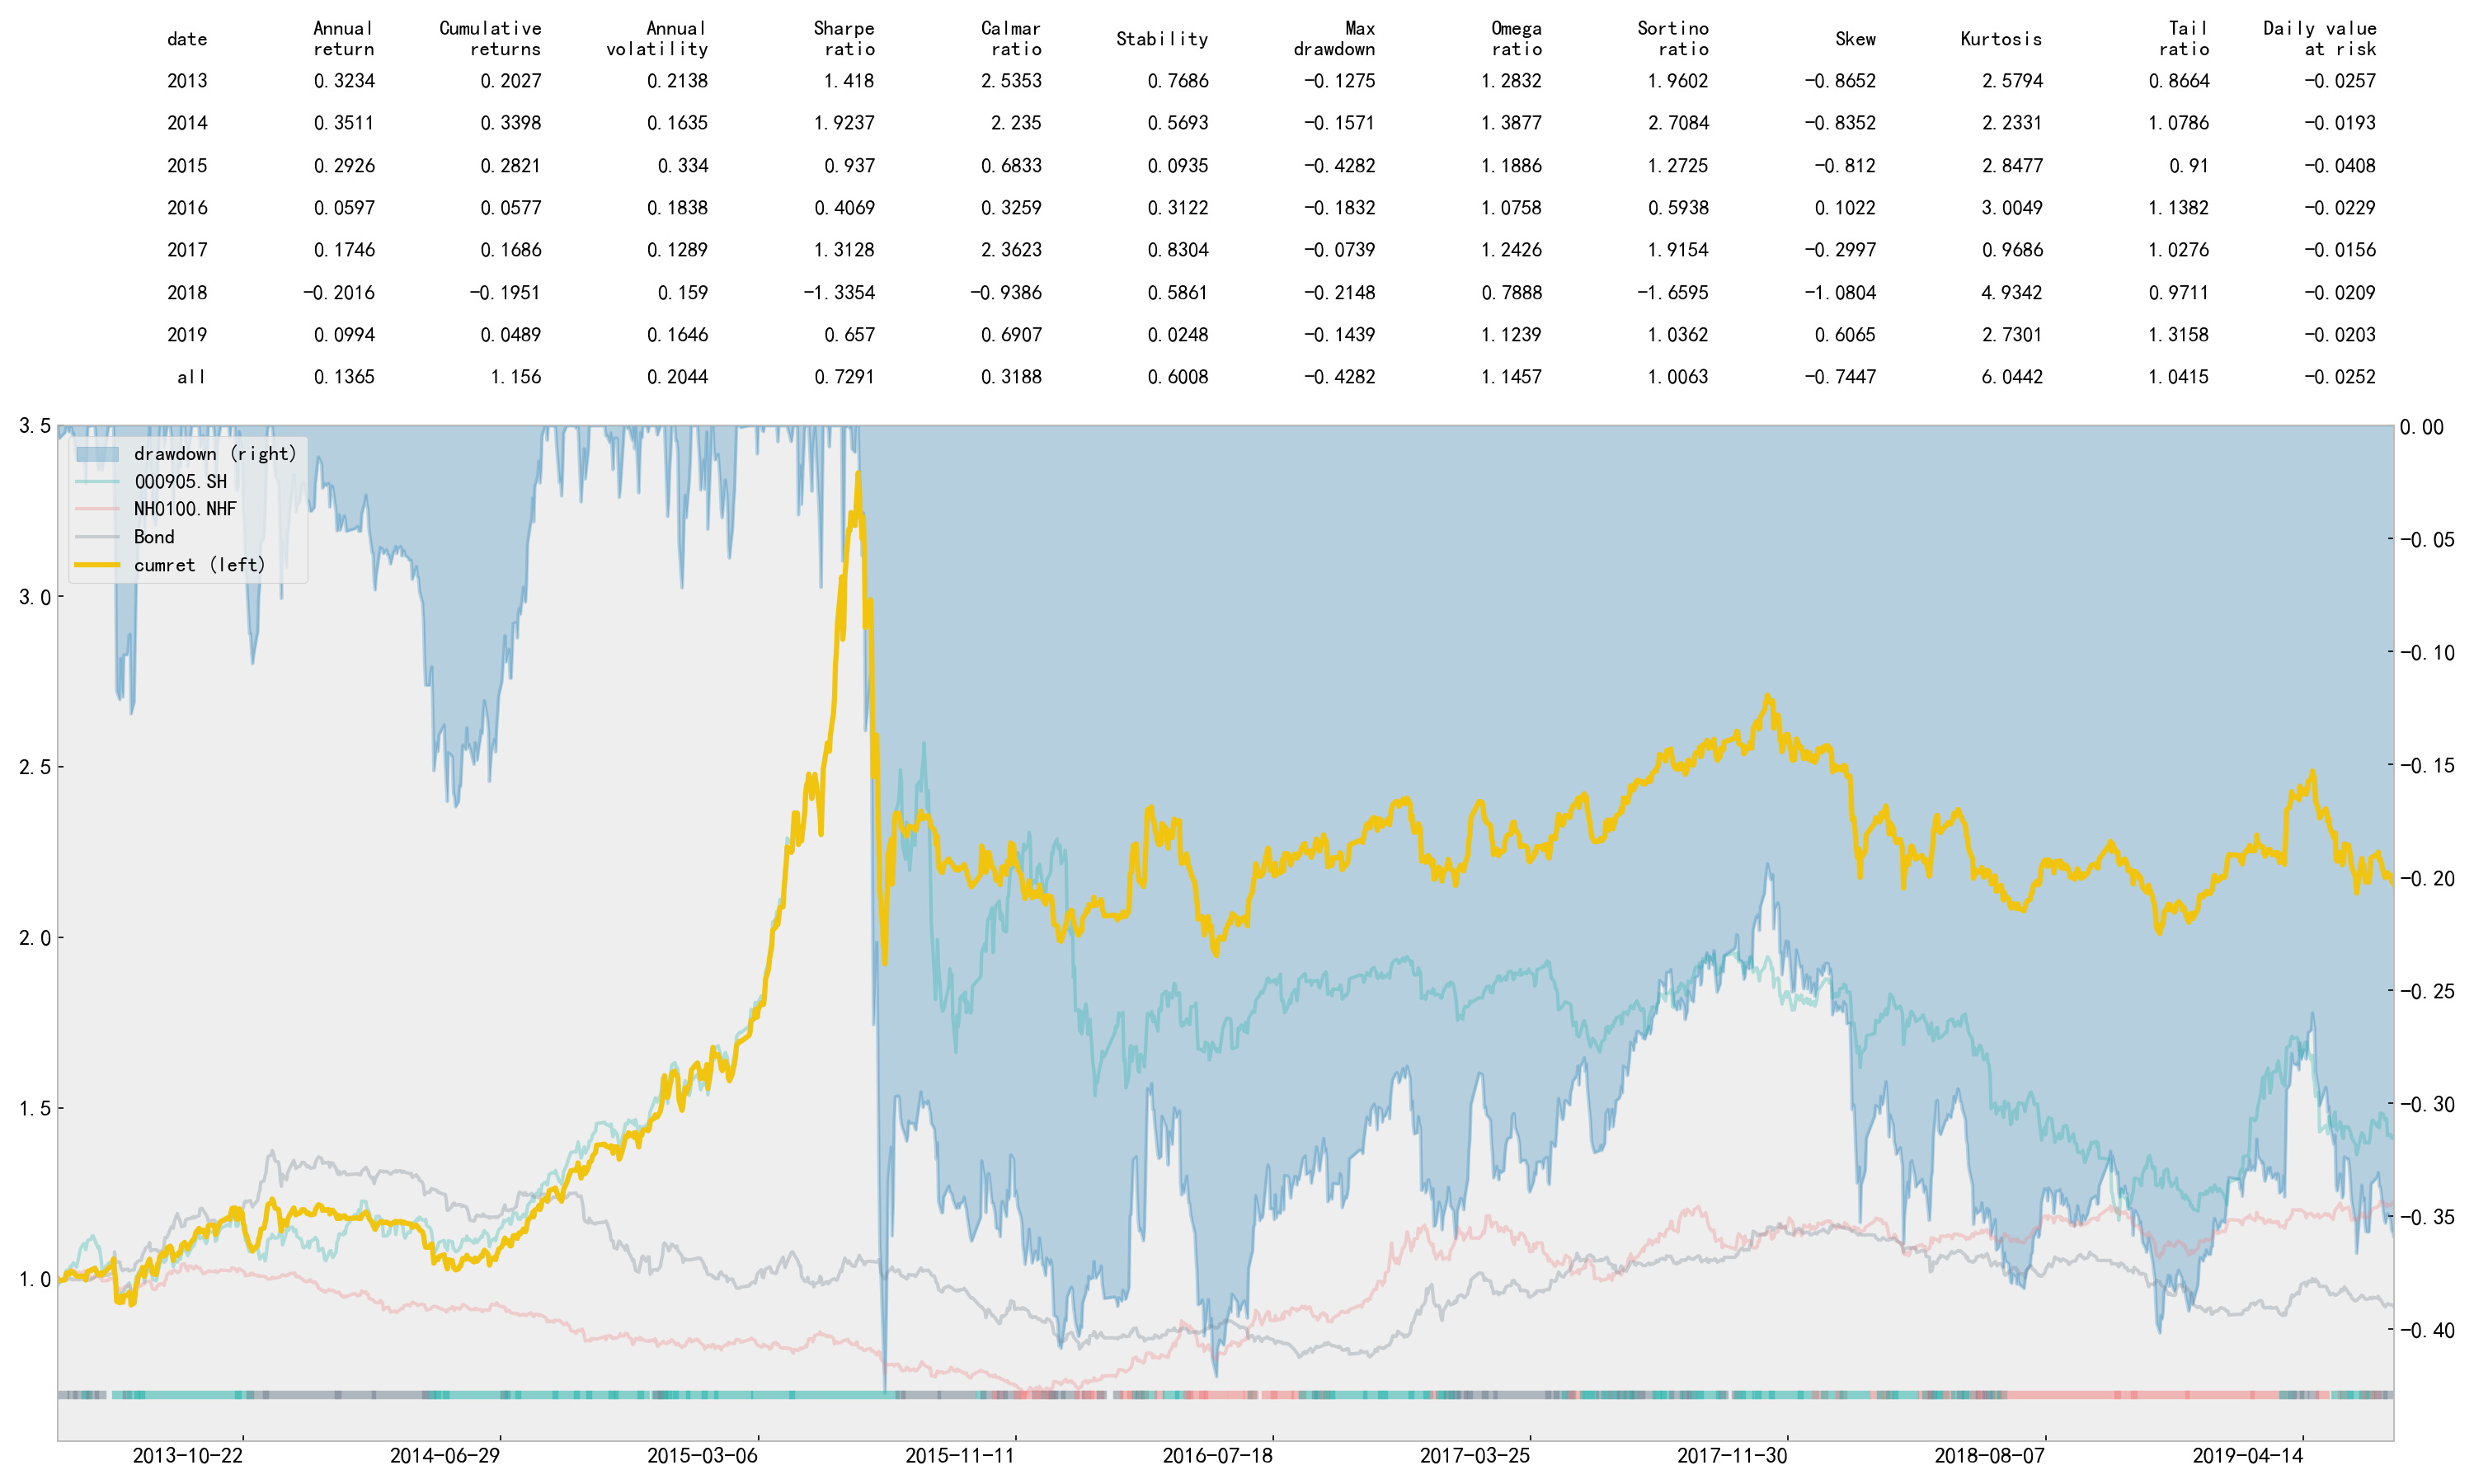 date Annual return Cumulative returns Annual volatility Sharpe ratio Calmar ratio Stability Max drawdown Omega ratio Sortino ratio Skew Kurtosis Tail ratio Daily value at risk
2013 0.3234 0.2027 0.2138 1.418 2.5353 0.7686 −0.1275 1.2832 1.9602 −0.8652 2.5794 0.8664 −0.0257
2014 0.3511 0.3398 0.1635 1.9237 2.235 0.5693 −0.1571 1.3877 2.7084 −0.8352 2.2331 1.0786 −0.0193
2015 0.2926 0.2821 0.334 0.937 0.6833 0.0935 −0.4282 1.1886 1.2725 −0.812 2.8477 0.91 −0.0408
2016 0.0597 0.0577 0.1838 0.4069 0.3259 0.3122 −0.1832 1.0758 0.5938 0.1022 3.0049 1.1382 −0.0229
2017 0.1746 0.1686 0.1289 1.3128 2.3623 0.8304 −0.0739 1.2426 1.9154 −0.2997 0.9686 1.0276 −0.0156
2018 −0.2016 −0.1951 0.159 −1.3354 −0.9386 0.5861 −0.2148 0.7888 −1.6595 −1.0804 4.9342 0.9711 −0.0209
2019 0.0994 0.0489 0.1646 0.657 0.6907 0.0248 −0.1439 1.1239 1.0362 0.6065 2.7301 1.3158 −0.0203
all 0.1365 1.156 0.2044 0.7291 0.3188 0.6008 −0.4282 1.1457 1.0063 −0.7447 6.0442 1.0415 −0.0252
3.5
3.0
2.5
2.0
1.5
1.0
drawdown (right)
000905.SH
NH0100.NHF
Bond
cumret (left)
0.00
−0.05
−0.10
−0.15
−0.20
−0.25
−0.30
−0.35
−0.40
2013−10−22 2014−06−29 2015−03−06 2015−11−11 2016−07−18 2017−03−25 2017−11−30 2018−08−07 2019−04−14